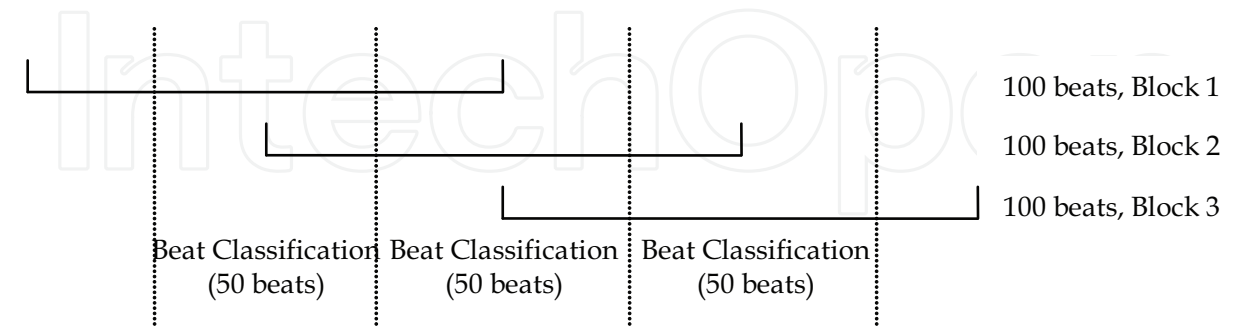 IntechOpen
100 beats, Block 1
100 beats, Block 2
100 beats, Block 3
Beat Classification
(50 beats)
Beat Classification
(50 beats)
Beat Classification
(50 beats)